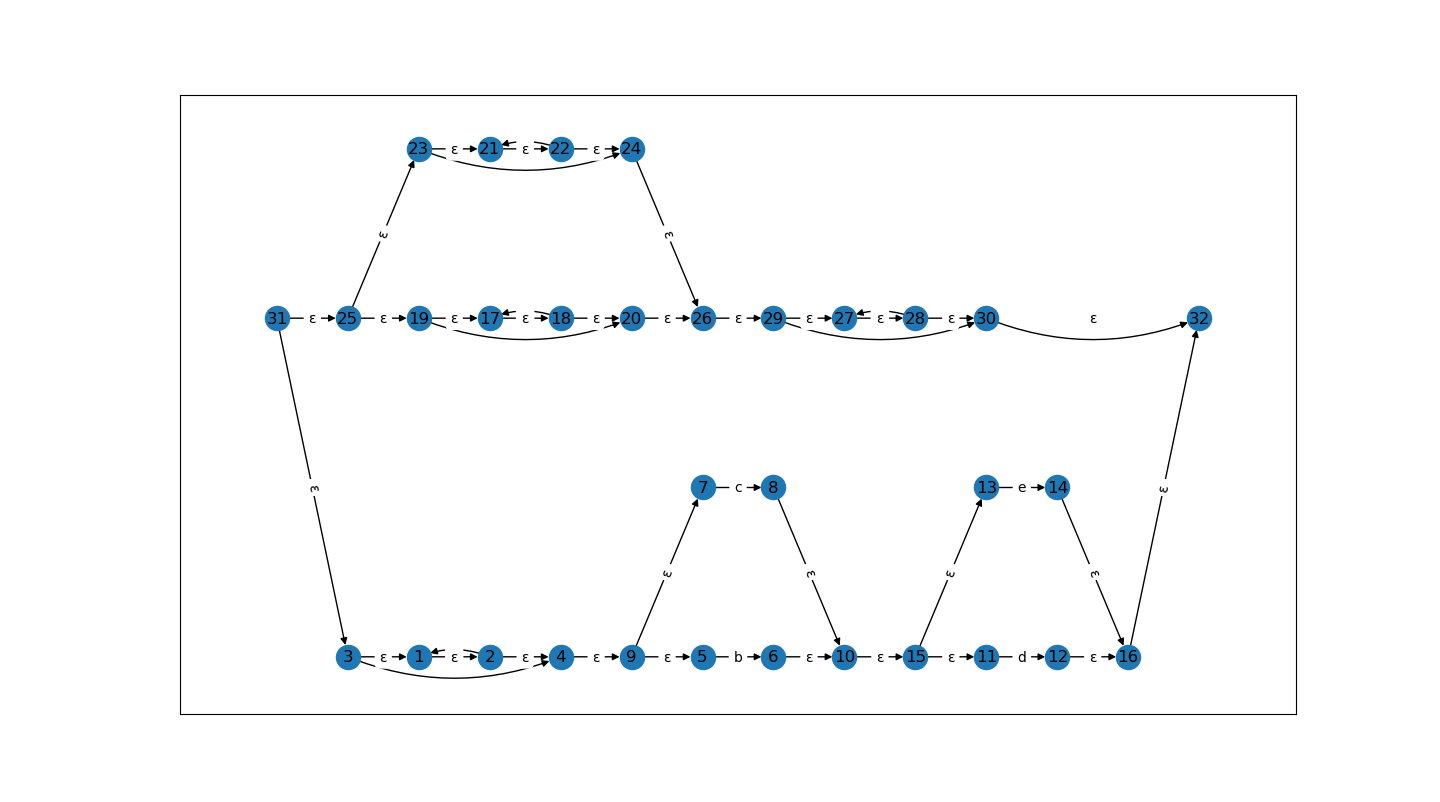 23 ε 21 ε 22 ε 24
ε ε
31 ε 25 ε 19 ε 17 ε 18 ε 20 ε 26 ε 29 ε 27 ε 28 ε 30 ε 32
ε 7 c 8 13 e 14 ε
ε ε ε ε
3 ε 1 ε 2 ε 4 ε 9 ε 5 b 6 ε 10 ε 15 ε 11 d 12 ε 16